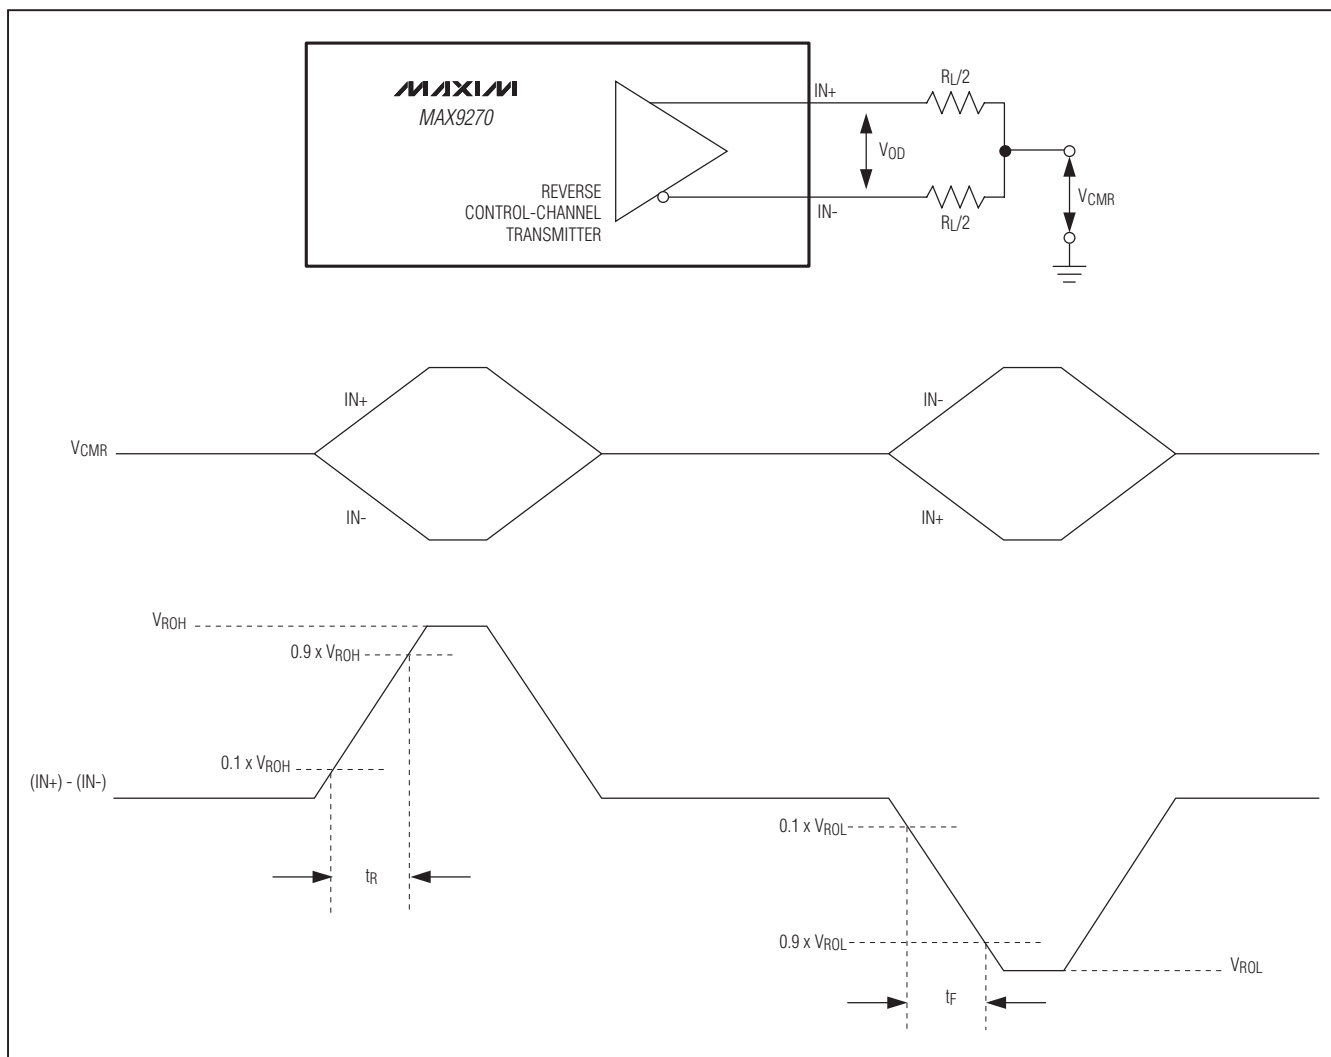 MAXIM
MAX9270
REVERSE
CONTROL-CHANNEL
TRANSMITTER
IN+
IN-
VOD
RL/2
RL/2
VCMR
VCMR
IN+
IN-
IN-
IN+
VROH
0.9 x VROH
0.1 x VROH
(IN+) - (IN-)
tR
0.1 x VROL
0.9 x VROL
VROL
tF